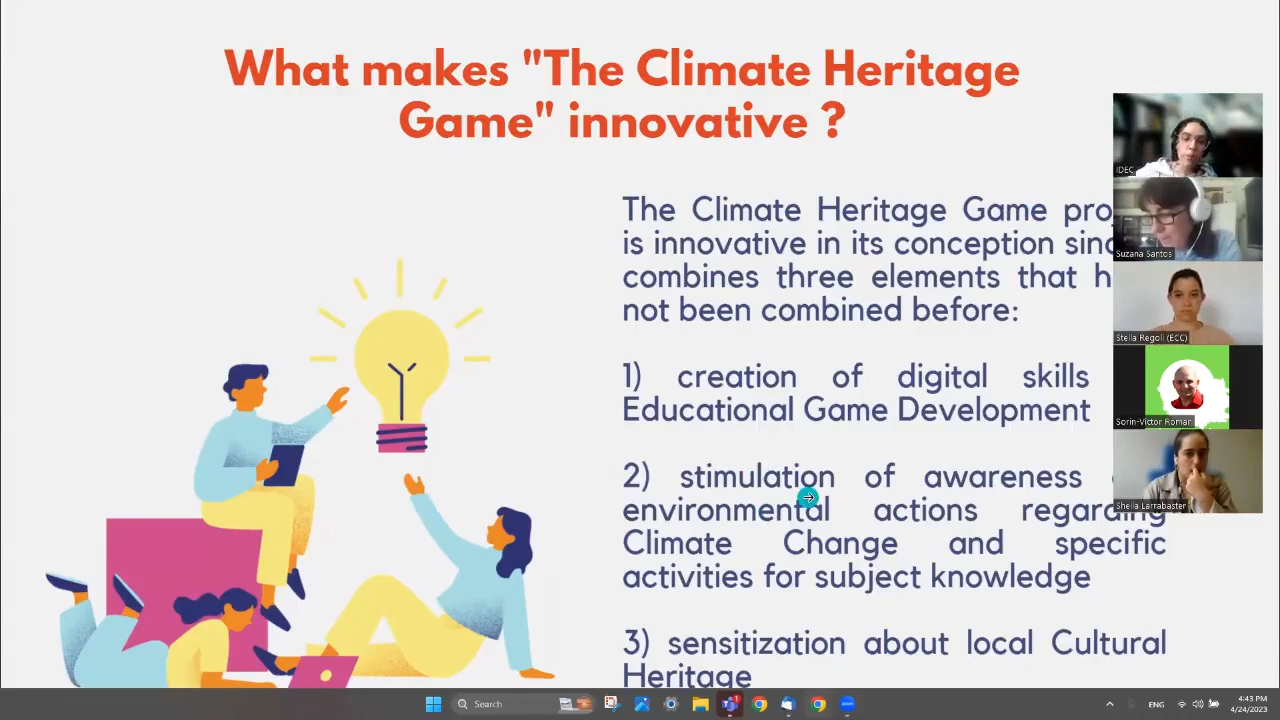 What makes "The Climate Heritage
Game" innovative ?
The Climate Heritage Game
is innovative in its conception
combines three elements that
not been combined before:
1) creation of digital skills
Educational Game Development
2) stimulation of awareness
environmental actions regarding
Climate Change and specific
activities for subject knowledge
3) sensitization about local Cultural
Heritage
IDEC
Suzana Santos
Stella Regoli (ECC)
Sorin-Victor Roman
Sheila Larrabaster
Search
ENG
4:43 PM
4/24/2023